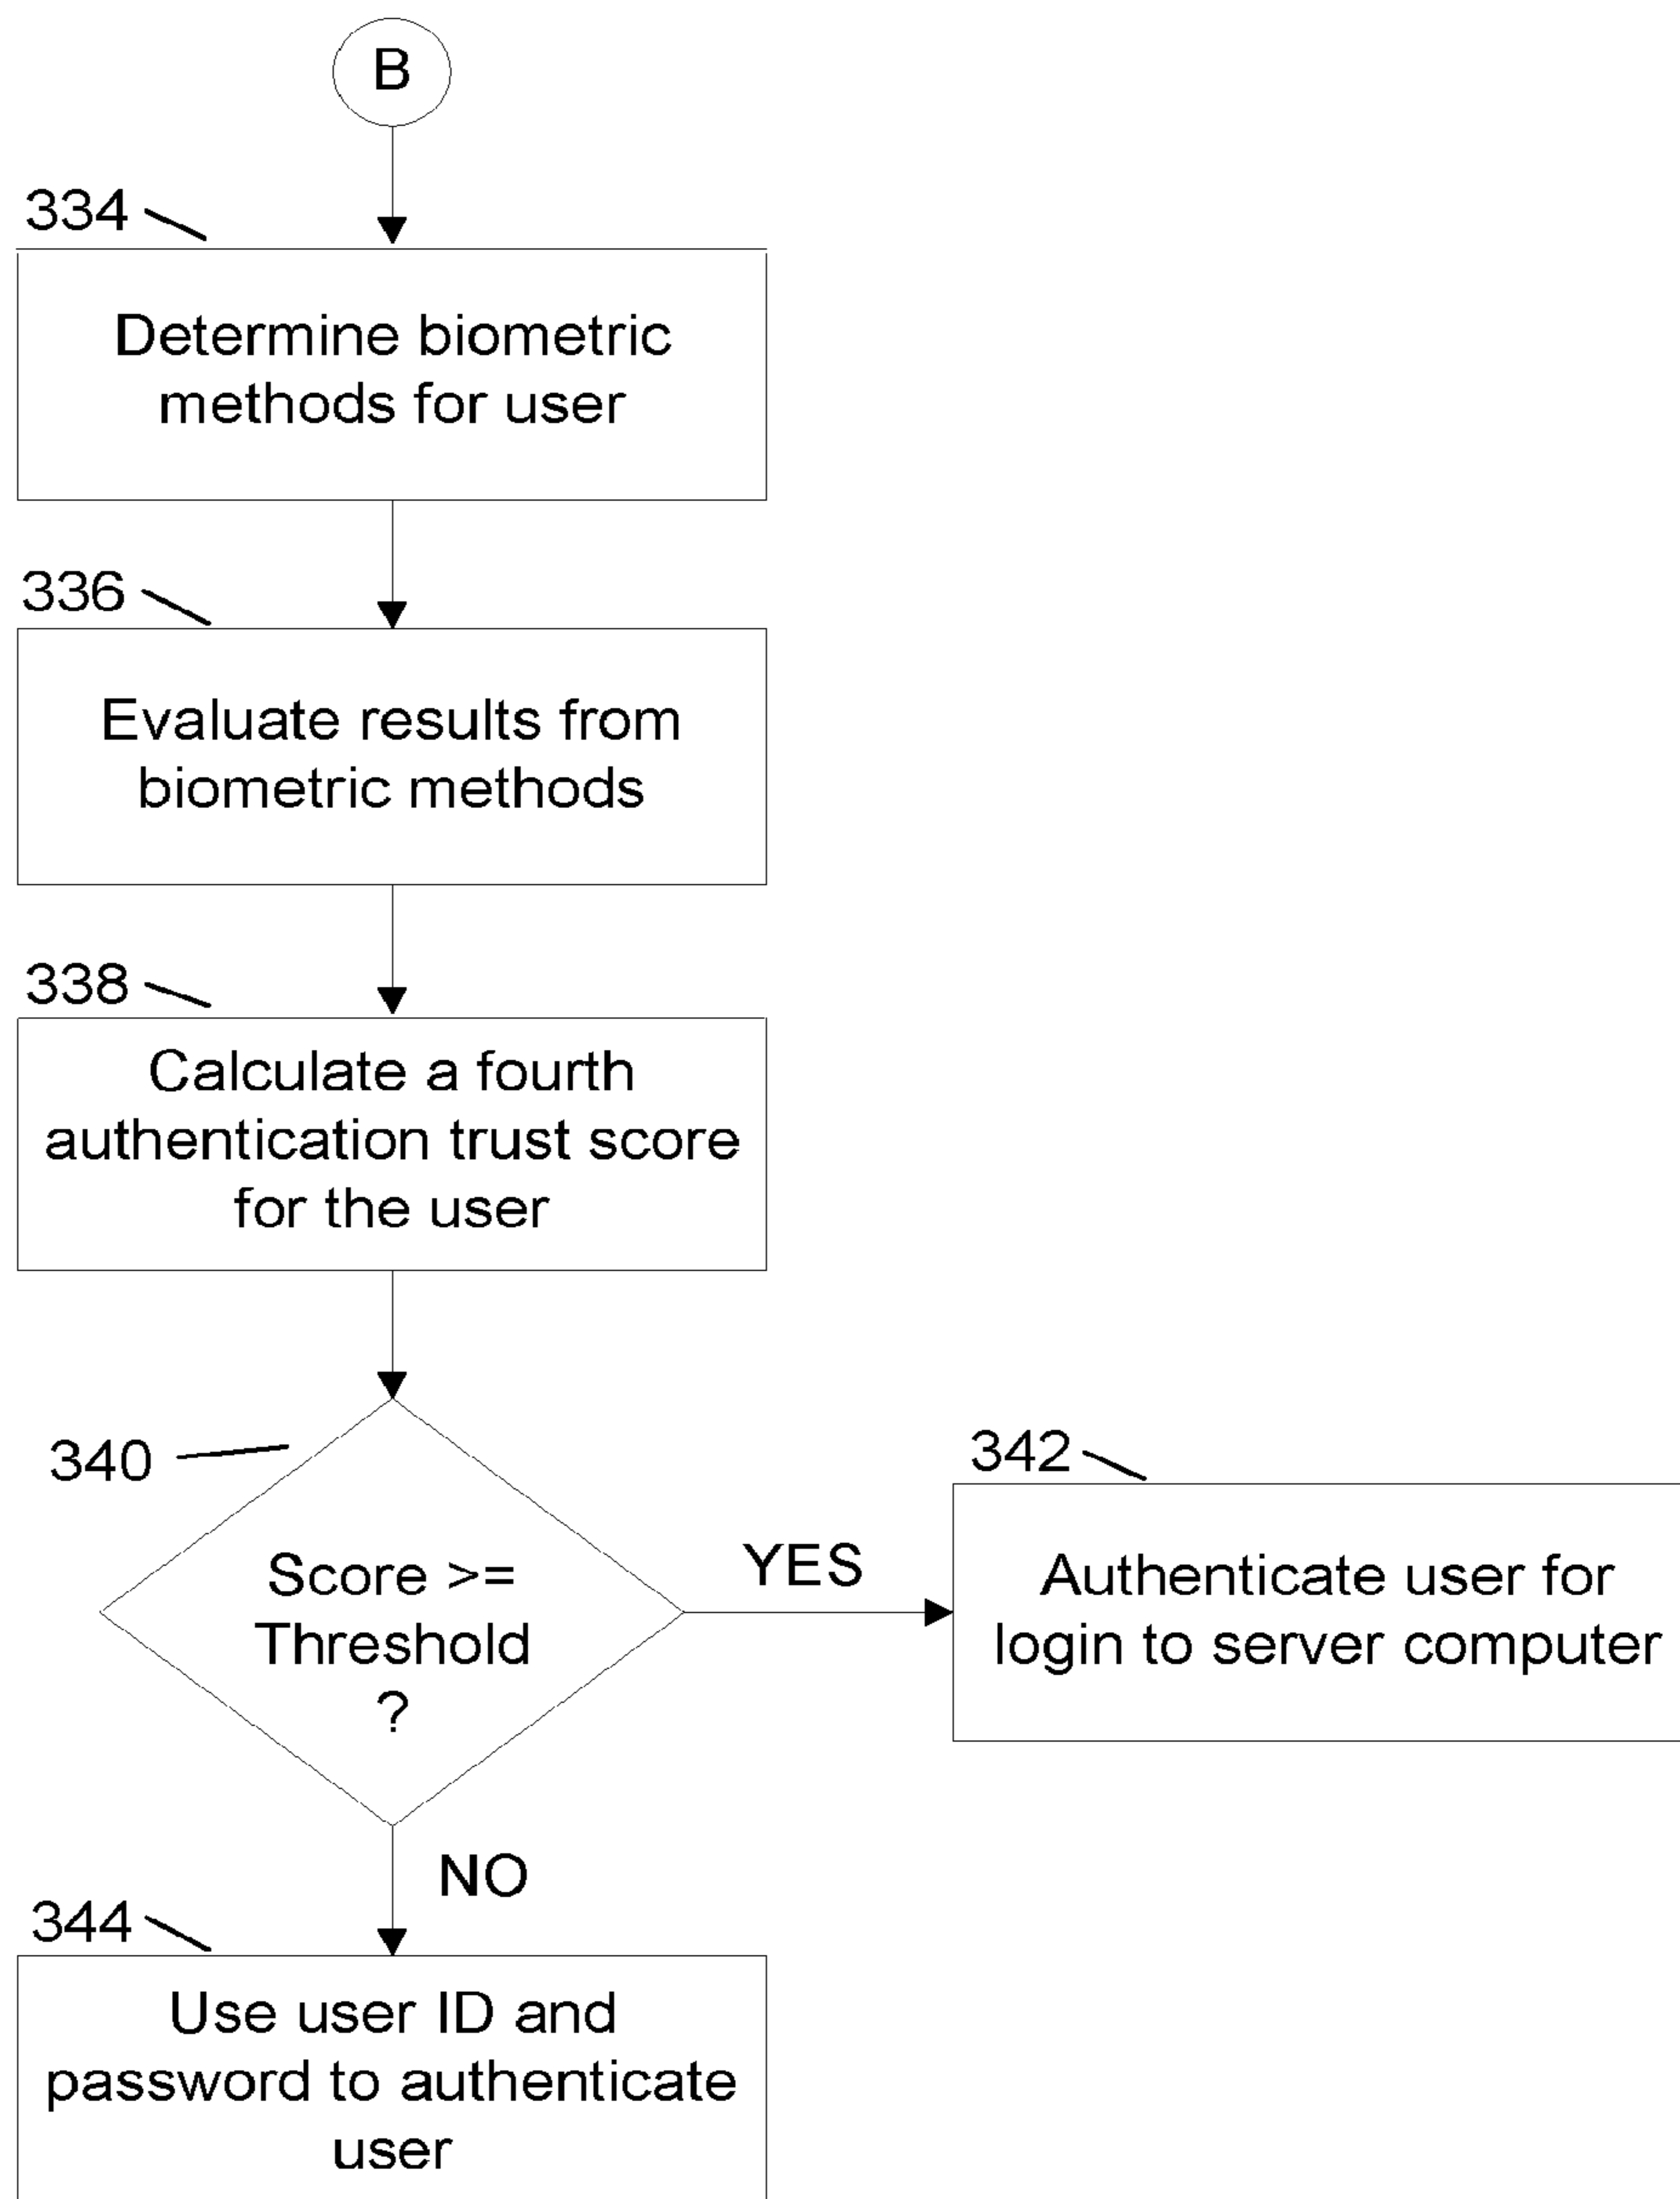 B
334
Determine biometric
methods for user
336
Evaluate results from
biometric methods
338
Calculate a fourth
authentication trust score
for the user
340
Score >=
Threshold
?
YES
342
Authenticate user for
login to server computer
NO
344
Use user ID and
password to authenticate
user